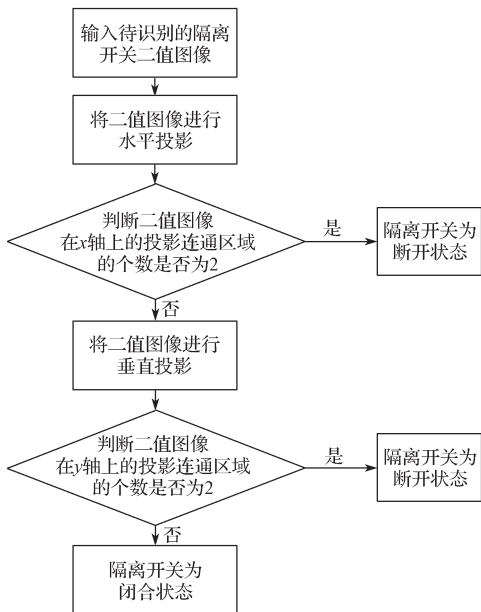 输入待识别的隔离
开关二值图像
将二值图像进行
水平投影
判断二值图像
在x轴上的投影连通区域
的个数是否为2
是
隔离开关为
断开状态
否
将二值图像进行
垂直投影
判断二值图像
在y轴上的投影连通区域
的个数是否为2
是
隔离开关为
断开状态
否
隔离开关为
闭合状态